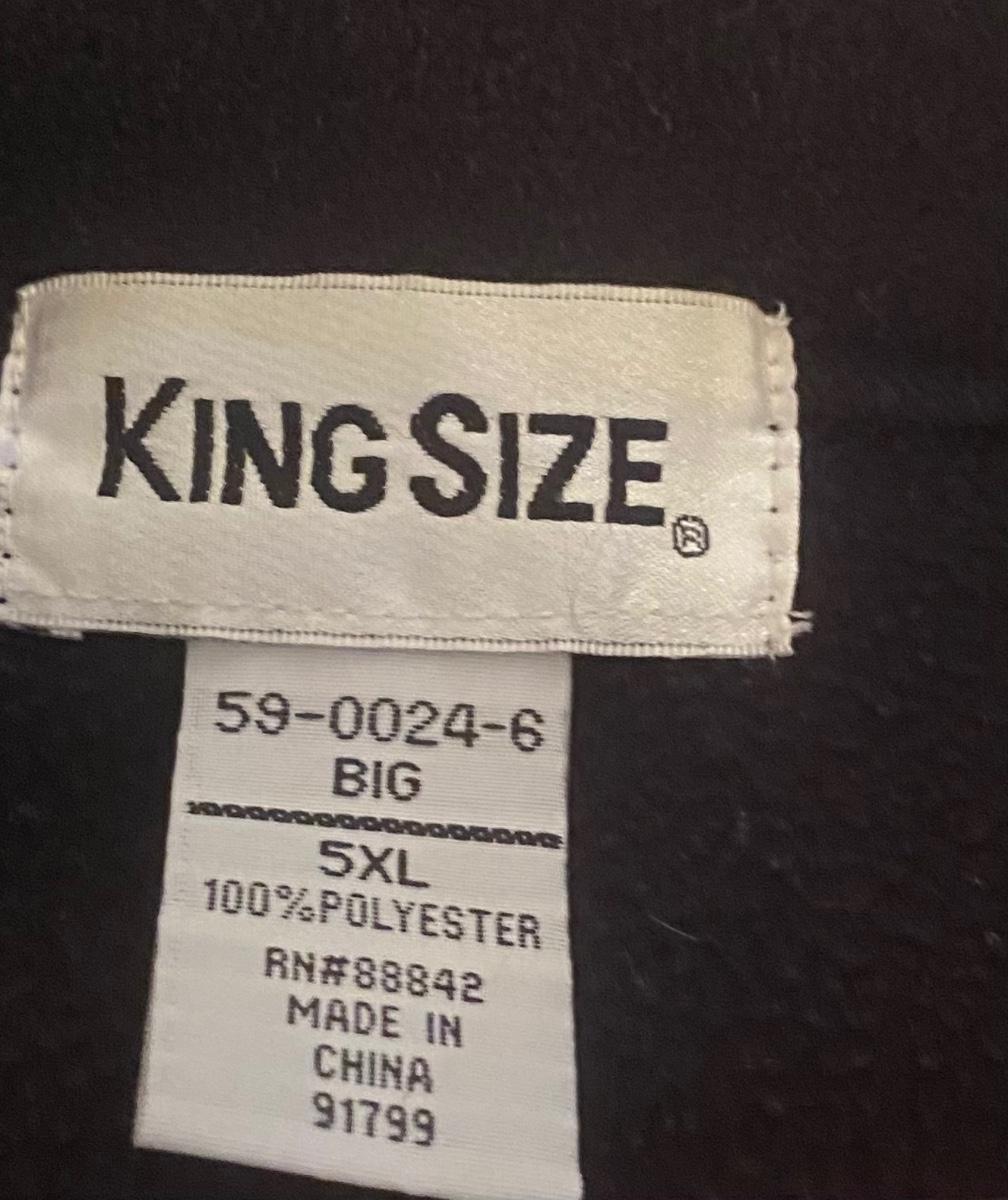 KING SIZE®
59-0024-6
BIG
5XL
100%POLYESTER
RN#88842
MADE IN
CHINA
91799